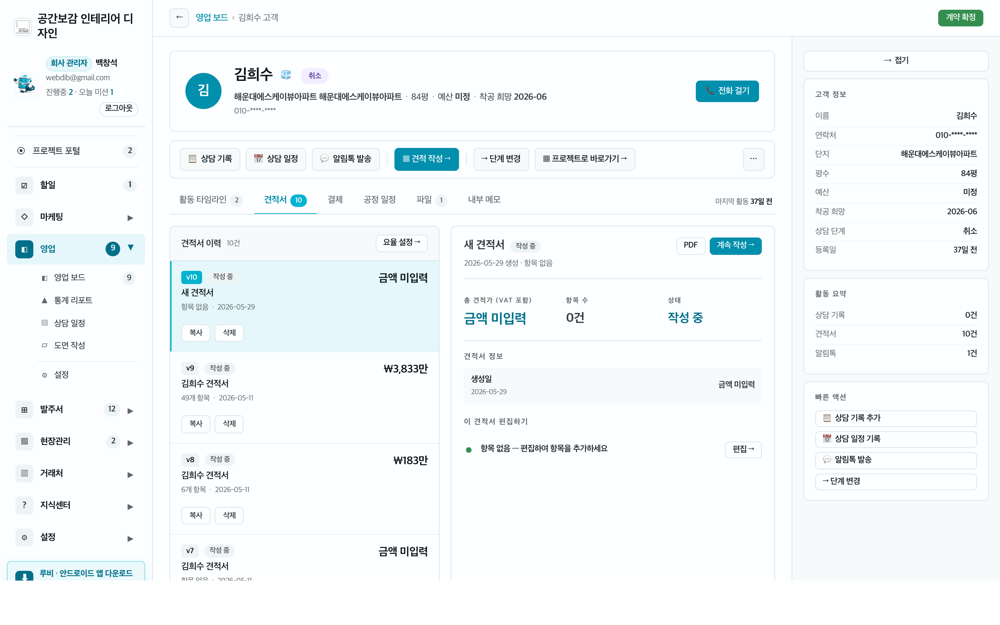 공간보감 인테리어 디
자인
회사 관리자 백창석
webdib@gmail.com
진행중 2 · 오늘 미션 1
로그아웃
프로젝트 포털 2
할일 1
마케팅
영업 9
영업 보드 9
통계 리포트
상담 일정
도면 작성
설정
발주서 12
현장관리 2
거래처
지식센터
설정
루비 · 안드로이드 앱 다운로드
← 영업 보드 › 김희수 고객
계약 확정
김
김희수 취소
해운대에스케이뷰아파트 해운대에스케이뷰아파트 · 84평 · 예산 미정 · 착공 희망 2026-06
010-****-****
전화 걸기
상담 기록
상담 일정
알림톡 발송
견적 작성 →
→ 단계 변경
프로젝트로 바로가기 →
···
활동 타임라인 2
견적서 10
결제
공정 일정
파일 1
내부 메모
마지막 활동 37일 전
견적서 이력 10건
요율 설정 →
v10 작성 중 금액 미입력
새 견적서
항목 없음 · 2026-05-29
복사 삭제
v9 작성 중 ₩3,833만
김희수 견적서
49개 항목 · 2026-05-11
복사 삭제
v8 작성 중 ₩183만
김희수 견적서
6개 항목 · 2026-05-11
복사 삭제
v7 작성 중 금액 미입력
김희수 견적서
항목 없음 · 2026-05-11
새 견적서 작성 중
PDF 계속 작성 →
2026-05-29 생성 · 항목 없음
총 견적가 (VAT 포함) 항목 수 상태
금액 미입력 0건 작성 중
견적서 정보
생성일
2026-05-29
금액 미입력
이 견적서 편집하기
항목 없음 — 편집하여 항목을 추가하세요
편집 →
→ 접기
고객 정보
이름 김희수
연락처 010-****-****
단지 해운대에스케이뷰아파트
평수 84평
예산 미정
착공 희망 2026-06
상담 단계 취소
등록일 37일 전
활동 요약
상담 기록 0건
견적서 10건
알림톡 1건
빠른 액션
상담 기록 추가
상담 일정 기록
알림톡 발송
→ 단계 변경